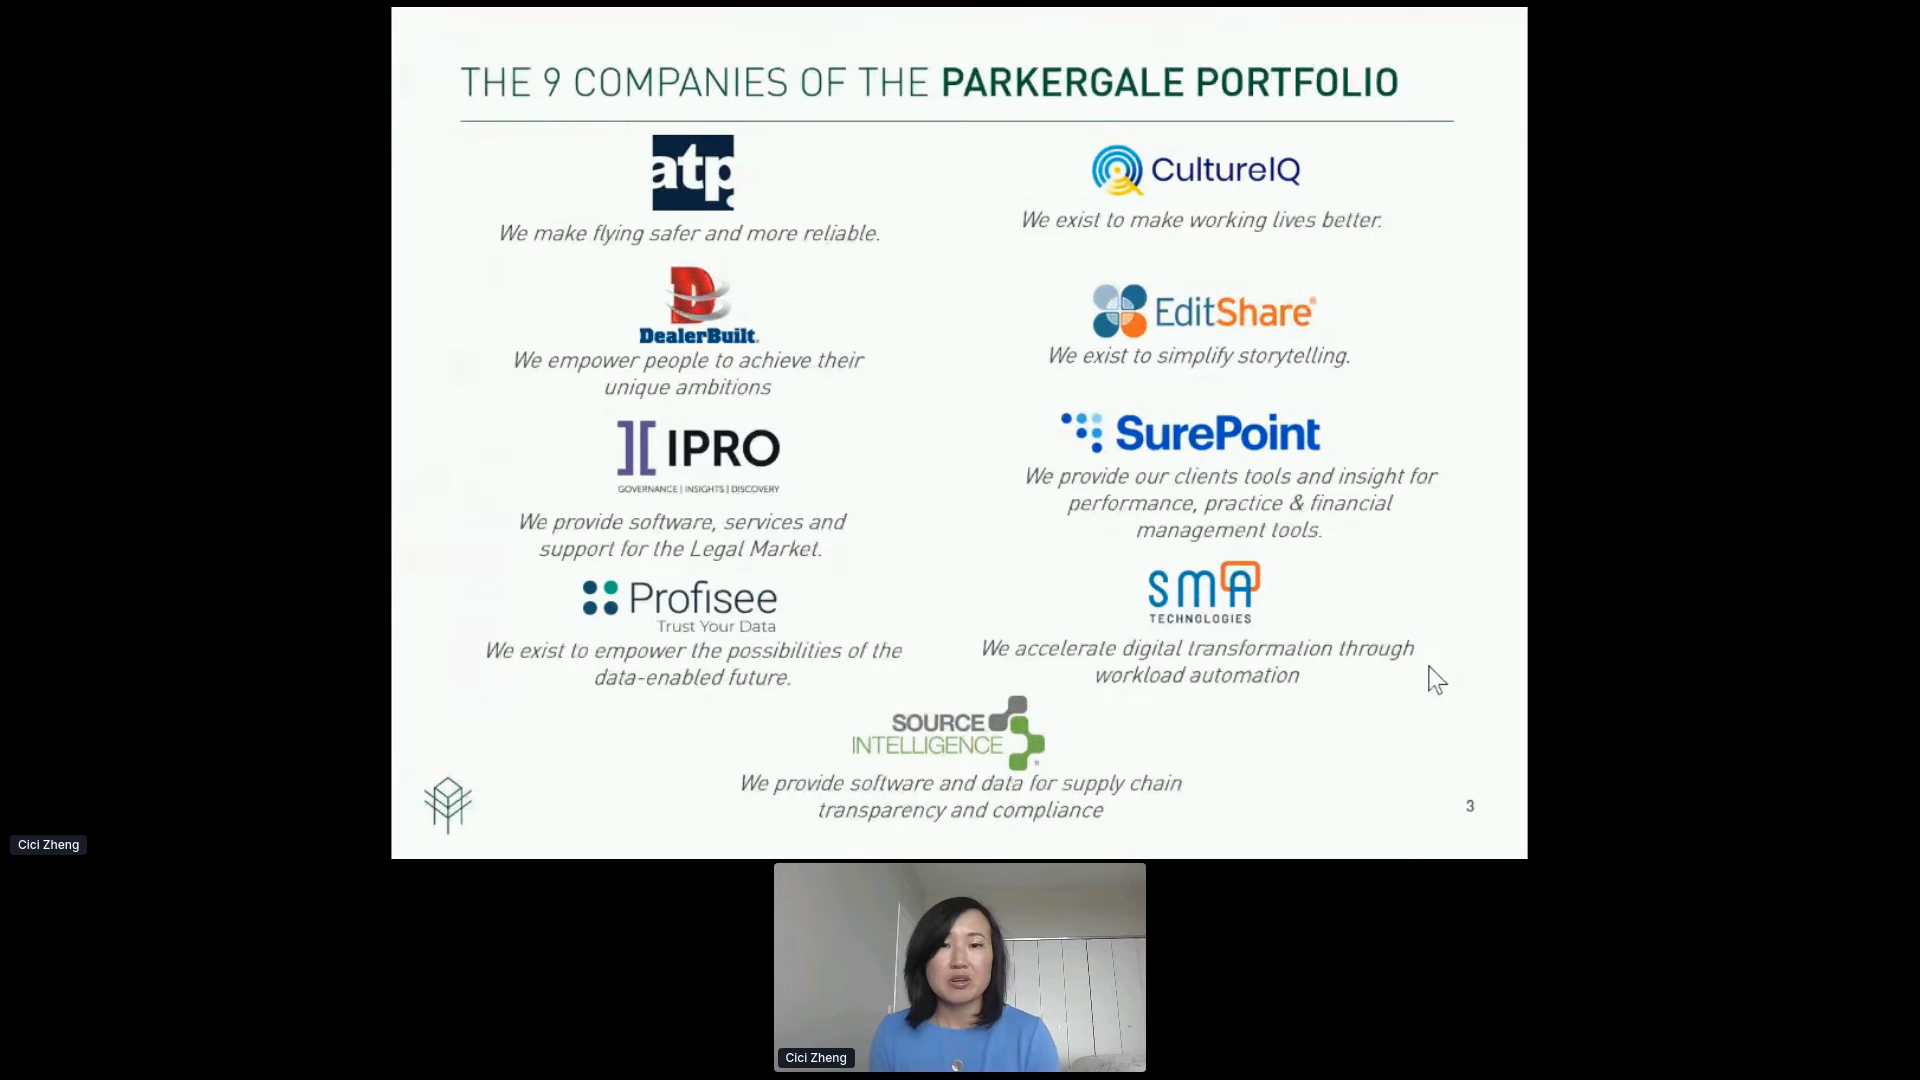 THE 9 COMPANIES OF THE PARKERGALE PORTFOLIO
atp.
We make flying safer and more reliable.
CultureIQ
We exist to make working lives better.
D
DealerBuilt.
We empower people to achieve their
unique ambitions
EditShare®
We exist to simplify storytelling.
IPRO
GOVERNANCE | INSIGHTS | DISCOVERY
We provide software, services and
support for the Legal Market.
SurePoint
We provide our clients tools and insight for
performance, practice & financial
management tools.
Profisee
Trust Your Data
We exist to empower the possibilities of the
data-enabled future.
SMA
TECHNOLOGIES
We accelerate digital transformation through
workload automation
SOURCE
INTELLIGENCE®
We provide software and data for supply chain
transparency and compliance
3
Cici Zheng
Cici Zheng